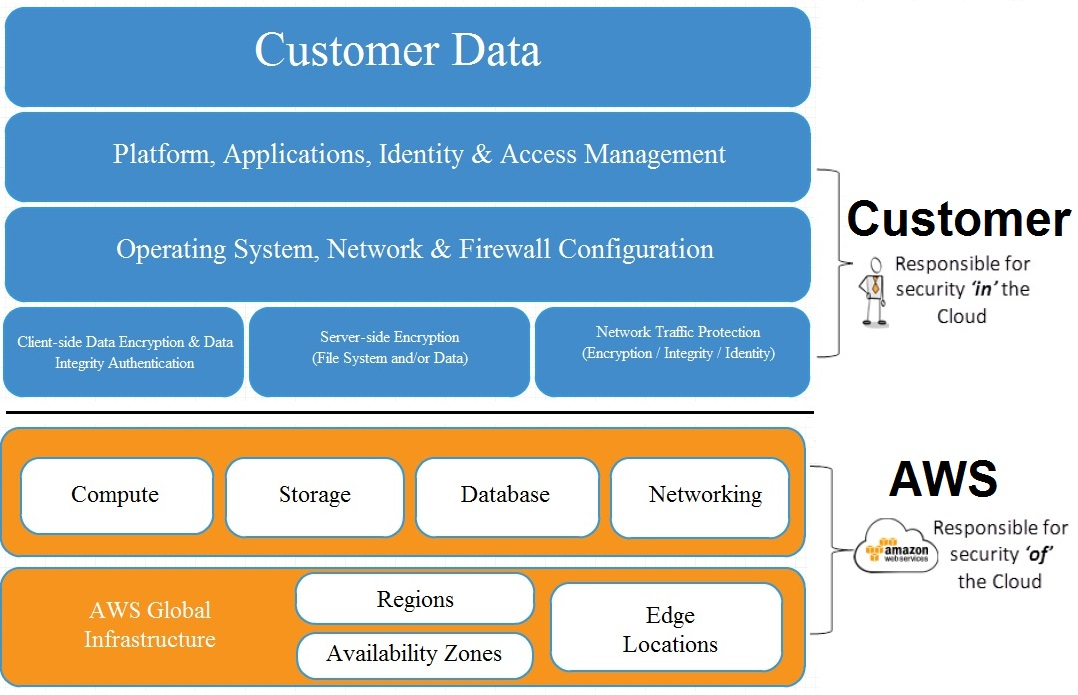 Customer Data
Platform, Applications, Identity & Access Management
Operating System, Network & Firewall Configuration
Client-side Data Encryption & Data
Integrity Authentication
Server-side Encryption
(File System and/or Data)
Network Traffic Protection
(Encryption / Integrity / Identity)
Customer
Responsible for
security ‘in’ the
Cloud
Compute
Storage
Database
Networking
AWS Global
Infrastructure
Regions
Availability Zones
Edge
Locations
AWS
amazon
webservices
Responsible for
security ‘of’
the Cloud